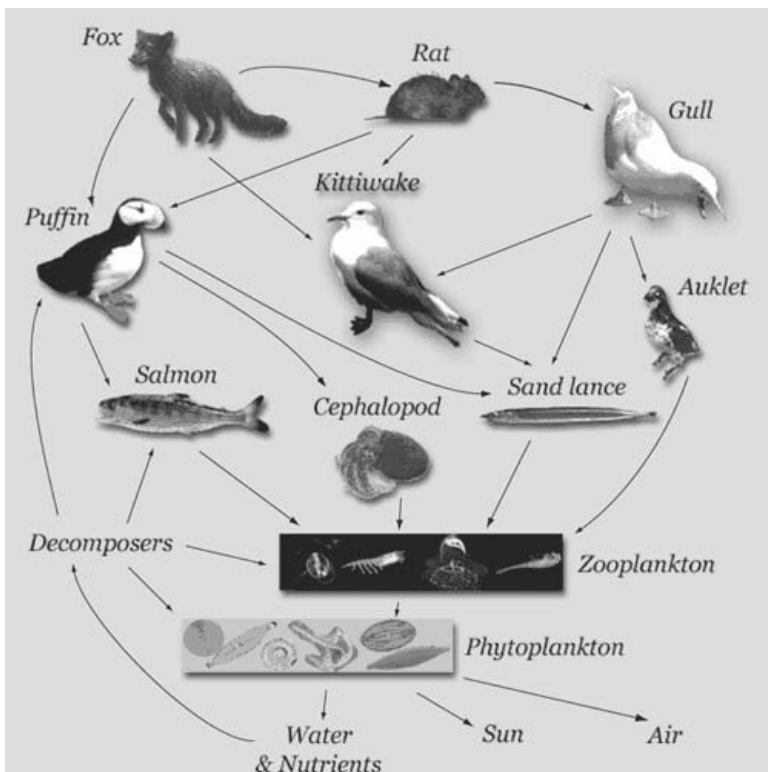 Fox
Rat
Gull
Kittiwake
Puffin
Auklet
Salmon
Sand lance
Cephalopod
Decomposers
Zooplankton
Phytoplankton
Water
& Nutrients
Sun
Air